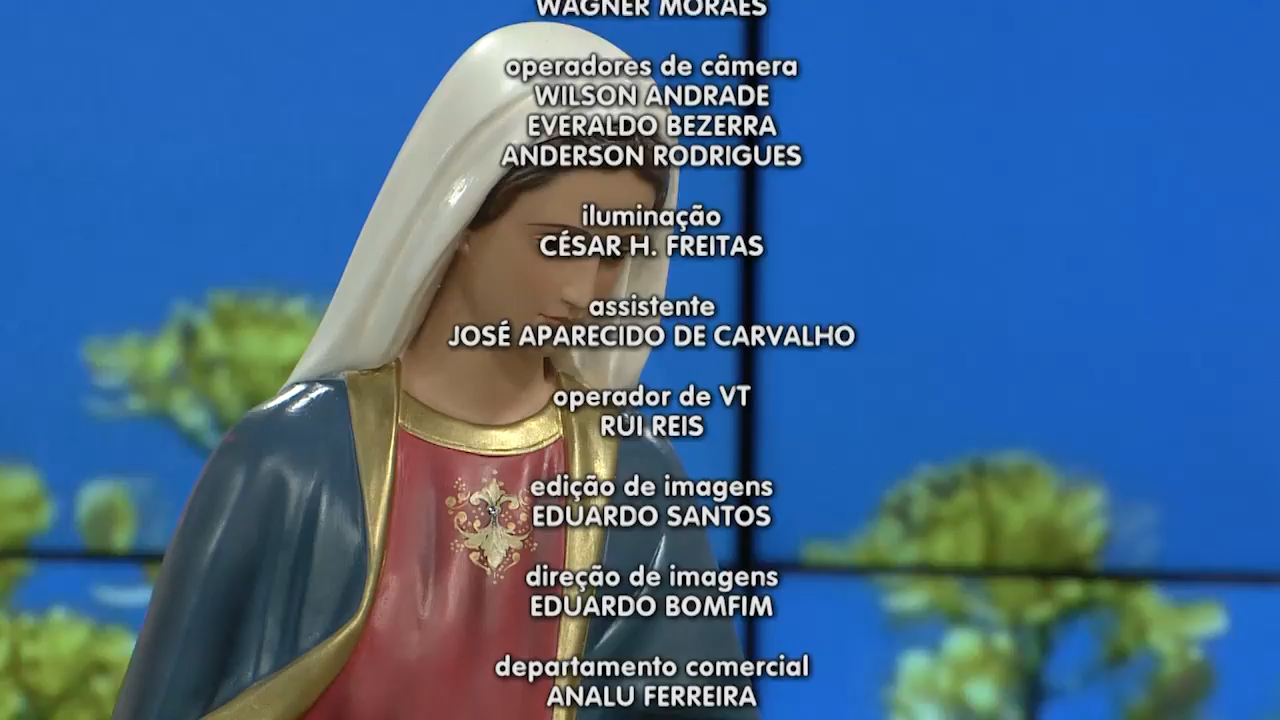 WAGNER MORAES
operadores de câmera
WILSON ANDRADE
EVERALDO BEZERRA
ANDERSON RODRIGUES
iluminação
CÉSAR H. FREITAS
assistente
JOSÉ APARECIDO DE CARVALHO
operador de VT
RUI REIS
edição de imagens
EDUARDO SANTOS
direção de imagens
EDUARDO BOMFIM
departamento comercial
ANALU FERREIRA